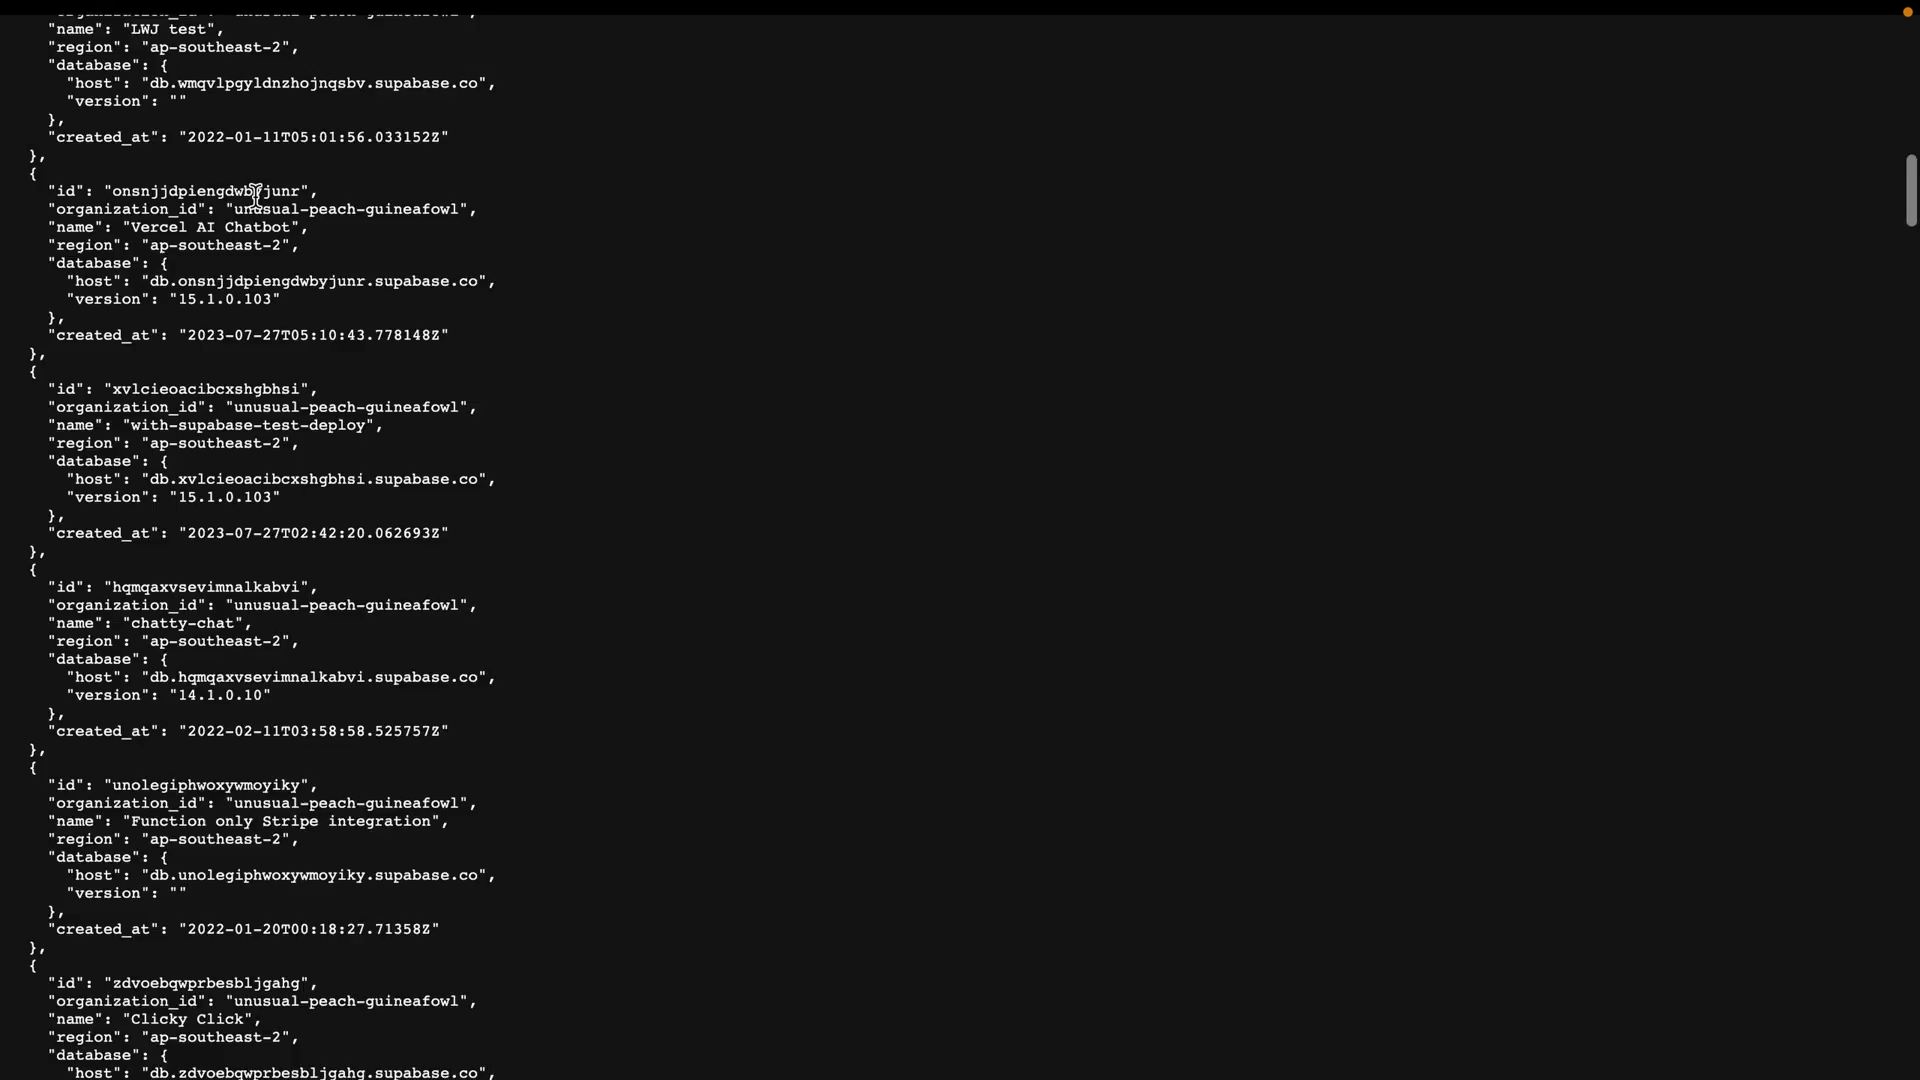 "organization_id": "unusual-peach-guineafowl",
"name": "LWJ test",
"region": "ap-southeast-2",
"database": {
"host": "db.wmqvlpgyldnzhojnqsbv.supabase.co",
"version": ""
},
"created_at": "2022-01-11T05:01:56.033152Z"
},
{
"id": "onsnjjdpiengdwbyjunr",
"organization_id": "unusual-peach-guineafowl",
"name": "Vercel AI Chatbot",
"region": "ap-southeast-2",
"database": {
"host": "db.onsnjjdpiengdwbyjunr.supabase.co",
"version": "15.1.0.103"
},
"created_at": "2023-07-27T05:10:43.778148Z"
},
{
"id": "xvlcieoacibcxshgbhsi",
"organization_id": "unusual-peach-guineafowl",
"name": "with-supabase-test-deploy",
"region": "ap-southeast-2",
"database": {
"host": "db.xvlcieoacibcxshgbhsi.supabase.co",
"version": "15.1.0.103"
},
"created_at": "2023-07-27T02:42:20.062693Z"
},
{
"id": "hqmqaxvsevimnalkabvi",
"organization_id": "unusual-peach-guineafowl",
"name": "chatty-chat",
"region": "ap-southeast-2",
"database": {
"host": "db.hqmqaxvsevimnalkabvi.supabase.co",
"version": "14.1.0.10"
},
"created_at": "2022-02-11T03:58:58.525757Z"
},
{
"id": "unolegiphwoxywmoyiky",
"organization_id": "unusual-peach-guineafowl",
"name": "Function only Stripe integration",
"region": "ap-southeast-2",
"database": {
"host": "db.unolegiphwoxywmoyiky.supabase.co",
"version": ""
},
"created_at": "2022-01-20T00:18:27.71358Z"
},
{
"id": "zdvoebqwprbesbljgahg",
"organization_id": "unusual-peach-guineafowl",
"name": "Clicky Click",
"region": "ap-southeast-2",
"database": {
"host": "db.zdvoebqwprbesbljgahg.supabase.co",